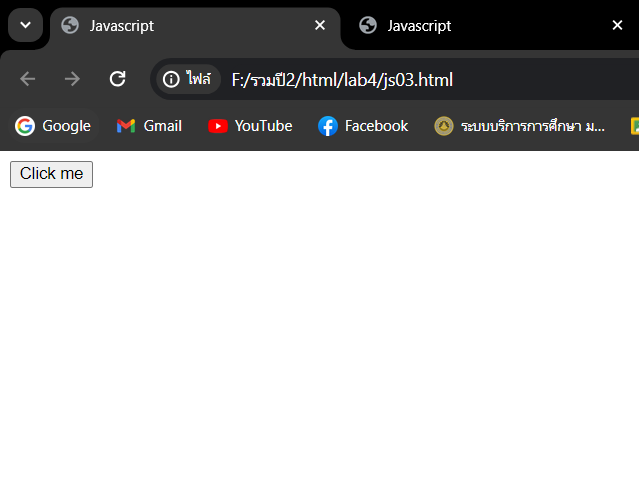 Javascript
Javascript
ไฟล์ F:/รวมปี2/html/lab4/js03.html
Google Gmail YouTube Facebook ระบบบริการการศึกษา ม...
Click me